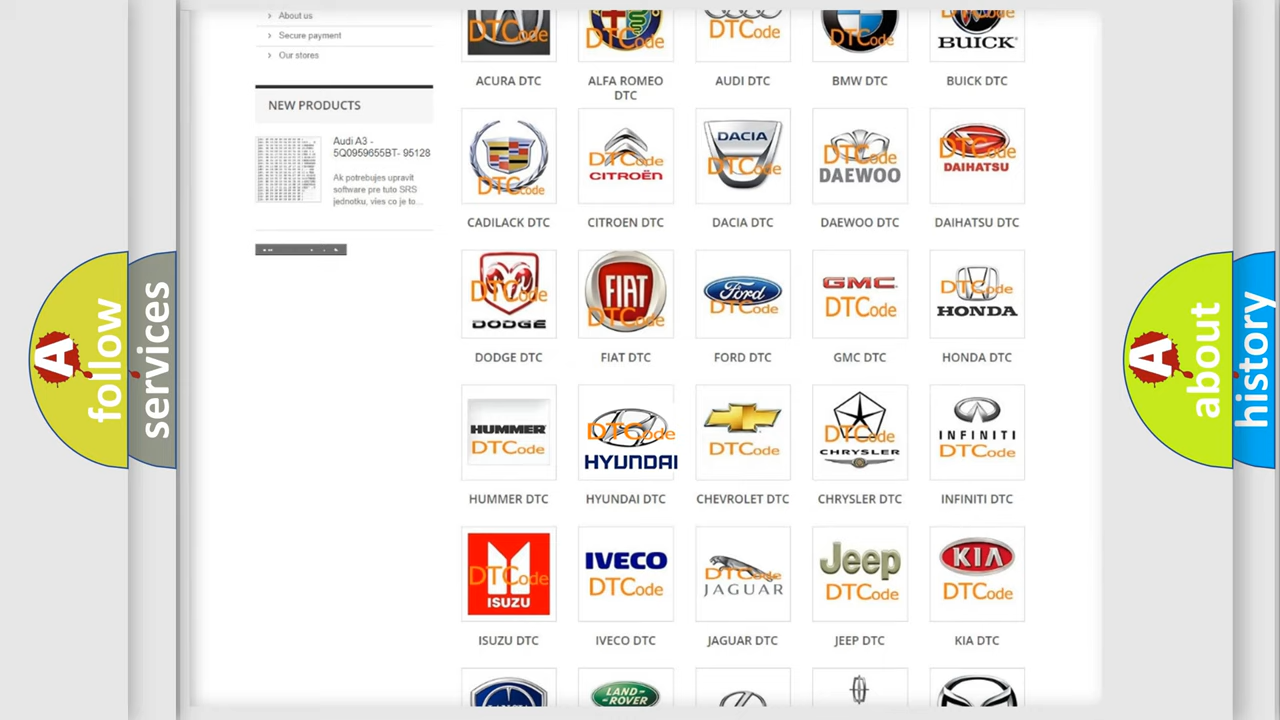 About us
Secure payment
Our stores
NEW PRODUCTS
Audi A3 -
5Q0959655BT- 95128
Ak potrebujes upravit
software pre tuto SRS
jednotku, vies co je to...
DTCode
DTCode
DTCode
DTCode
BUICK
ACURA DTC
ALFA ROMEO
DTC
AUDI DTC
BMW DTC
BUICK DTC
DTCode
DTCode
CITROËN
DACIA
DTCode
DTCode
DAEWOO
DTCode
DAIHATSU
CADILACK DTC
CITROEN DTC
DACIA DTC
DAEWOO DTC
DAIHATSU DTC
DTCode
DODGE
FIAT
DTCode
Ford
DTCode
GMC
DTCode
DTCode
HONDA
DODGE DTC
FIAT DTC
FORD DTC
GMC DTC
HONDA DTC
HUMMER
DTCode
DTCode
HYUNDAI
DTCode
DTCode
CHRYSLER
INFINITI
DTCode
HUMMER DTC
HYUNDAI DTC
CHEVROLET DTC
CHRYSLER DTC
INFINITI DTC
DTCode
ISUZU
IVECO
DTCode
DTCode
JAGUAR
Jeep
DTCode
KIA
DTCode
ISUZU DTC
IVECO DTC
JAGUAR DTC
JEEP DTC
KIA DTC
LAND-
ROVER
A
follow
services
A
about
history